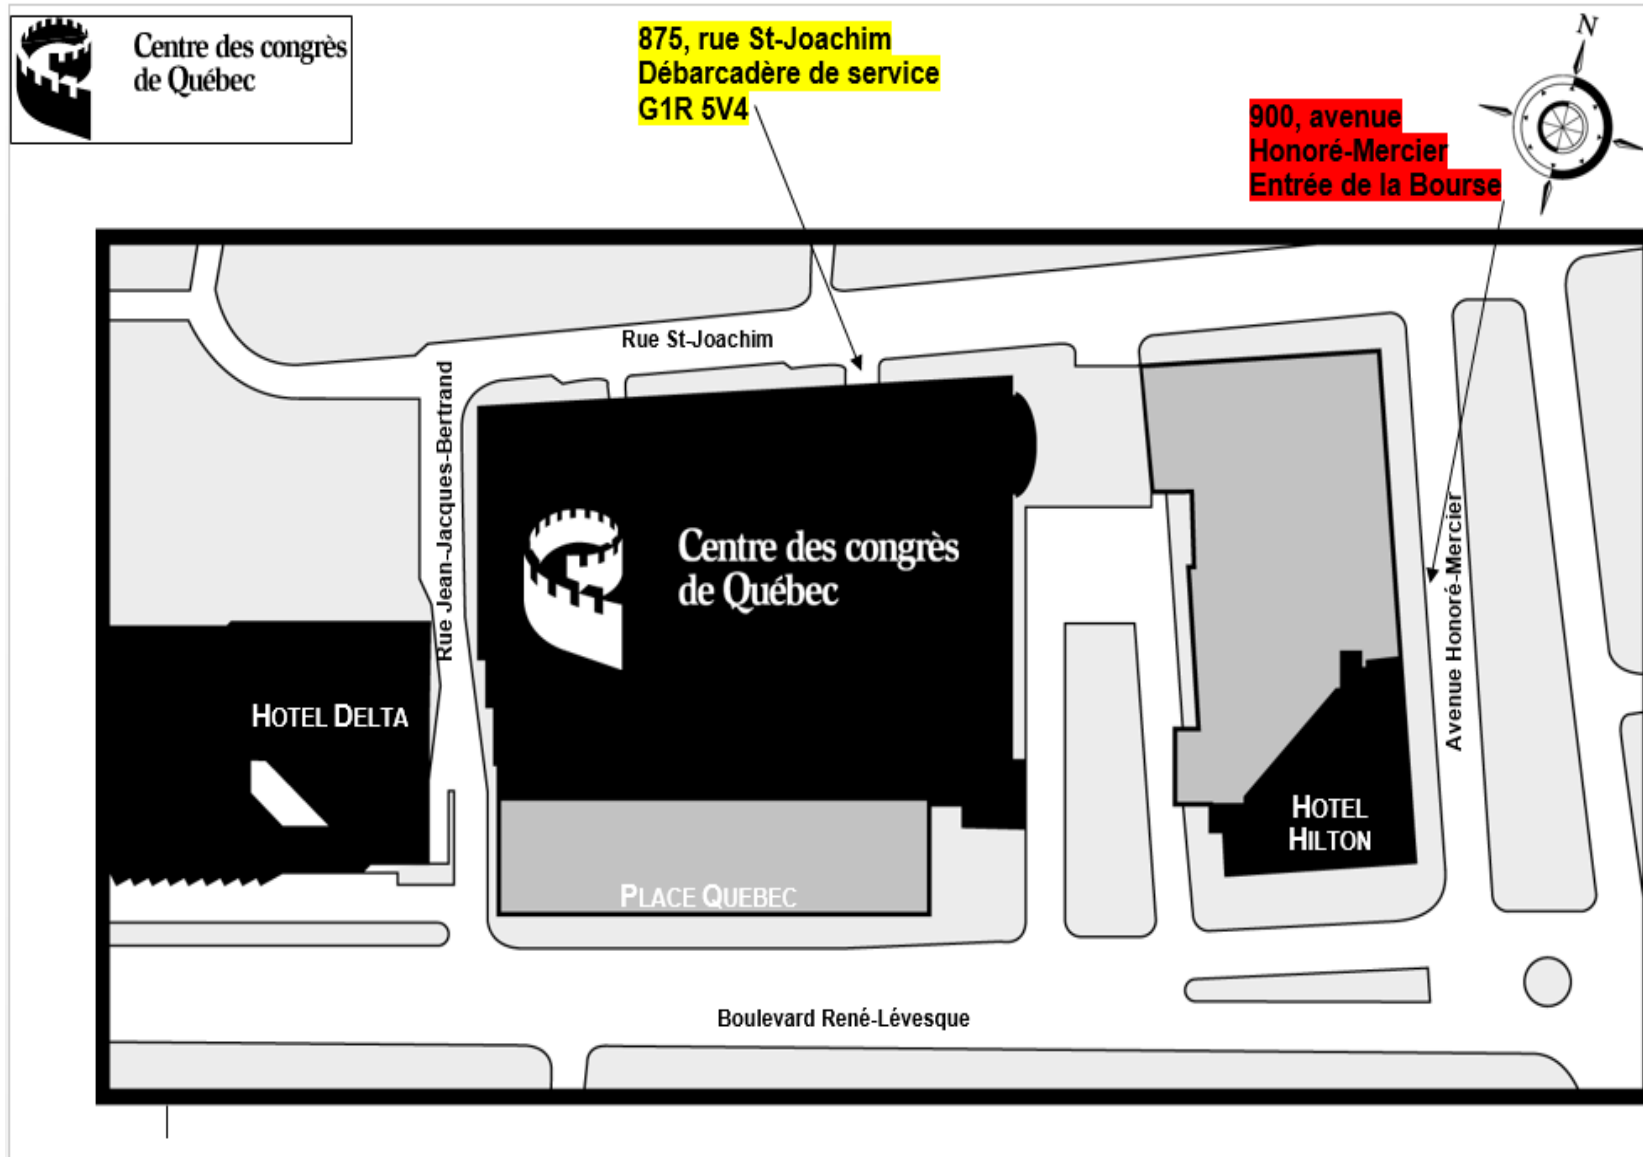 Centre des congrès
de Québec
875, rue St-Joachim
Débarcadère de service
G1R 5V4
900, avenue
Honoré-Mercier
Entrée de la Bourse
N
Rue St-Joachim
Rue Jean-Jacques-Bertrand
Centre des congrès
de Québec
Avenue Honoré-Mercier
HOTEL DELTA
HOTEL
HILTON
PLACE QUEBEC
Boulevard René-Lévesque